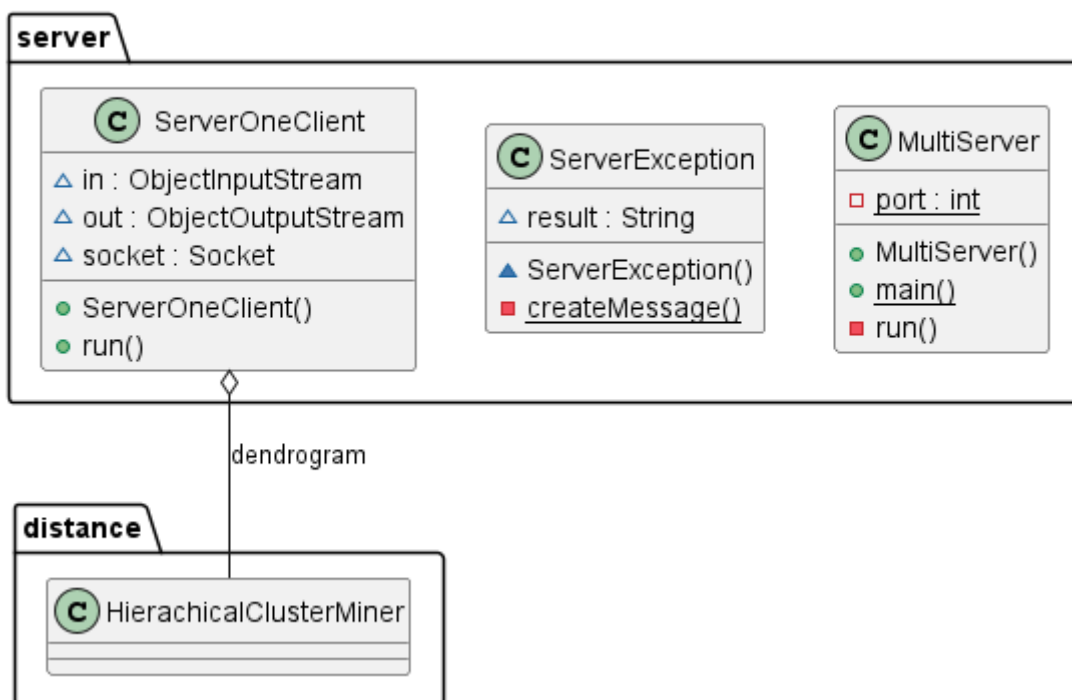 server
C ServerOneClient
in : ObjectInputStream
out : ObjectOutputStream
socket : Socket
ServerOneClient()
run()
C ServerException
result : String
ServerException()
createMessage()
C MultiServer
port : int
MultiServer()
main()
run()
dendrogram
distance
C HierachicalClusterMiner